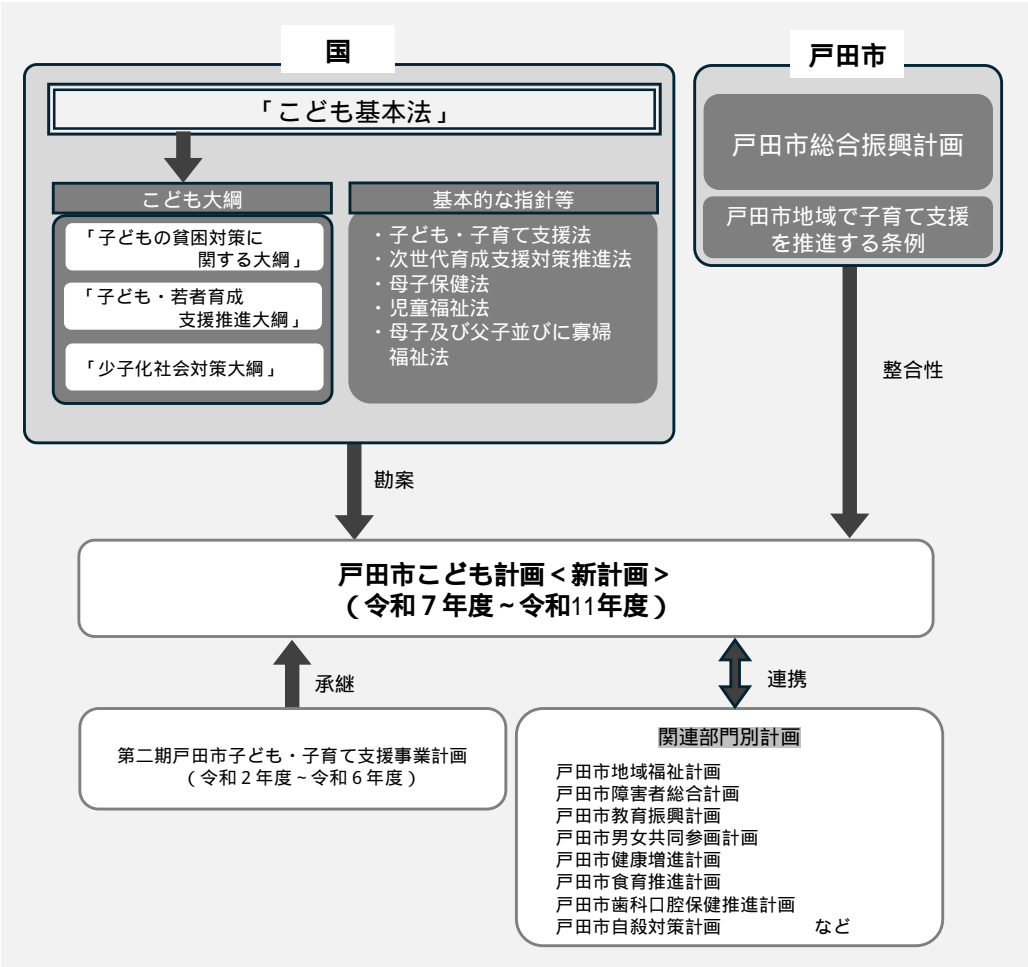 国
「こども基本法」
こども大綱
「子どもの貧困対策に
関する大綱」
「子ども・若者育成
支援推進大綱」
「少子化社会対策大綱」
基本的な指針等
・子ども・子育て支援法
・次世代育成支援対策推進法
・母子保健法
・児童福祉法
・母子及び父子並びに寡婦
福祉法
戸田市
戸田市総合振興計画
戸田市地域で子育て支援
を推進する条例
勘案
整合性
戸田市こども計画<新計画>
(令和7年度~令和11年度)
承継
連携
第二期戸田市子ども・子育て支援事業計画
(令和2年度~令和6年度)
関連部門別計画
戸田市地域福祉計画
戸田市障害者総合計画
戸田市教育振興計画
戸田市男女共同参画計画
戸田市健康増進計画
戸田市食育推進計画
戸田市歯科口腔保健推進計画
戸田市自殺対策計画 など